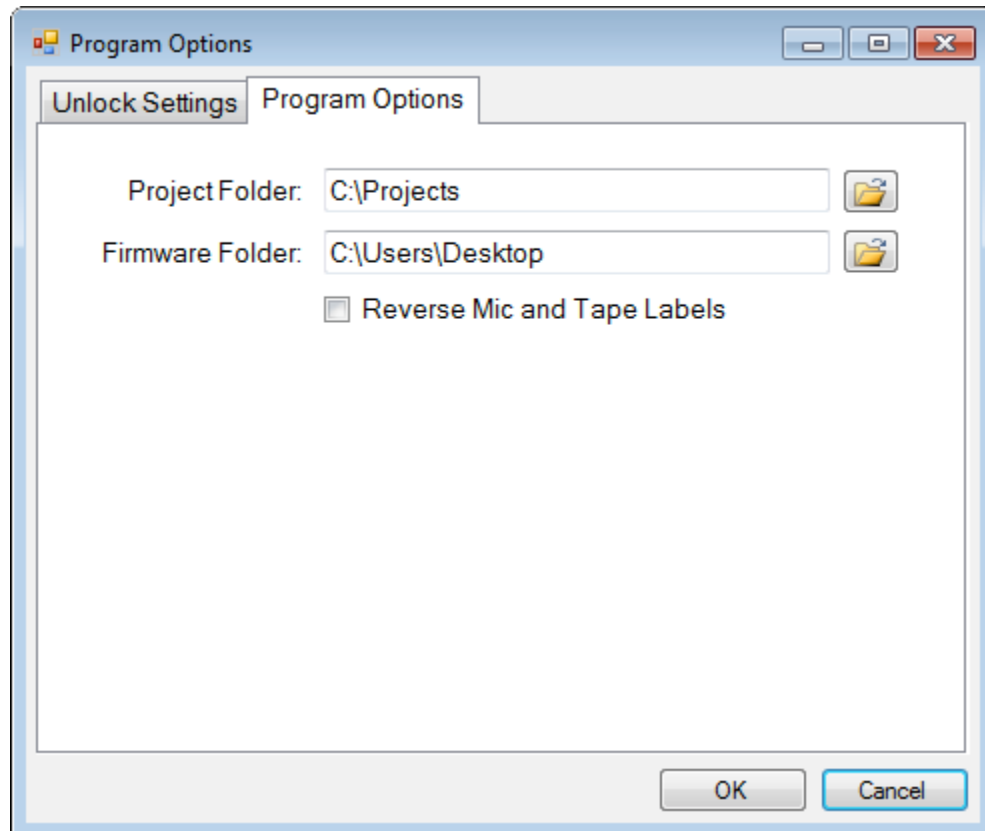 Program Options
Unlock Settings Program Options
Project Folder: C:\Projects
Firmware Folder: C:\Users\Desktop
Reverse Mic and Tape Labels
OK Cancel